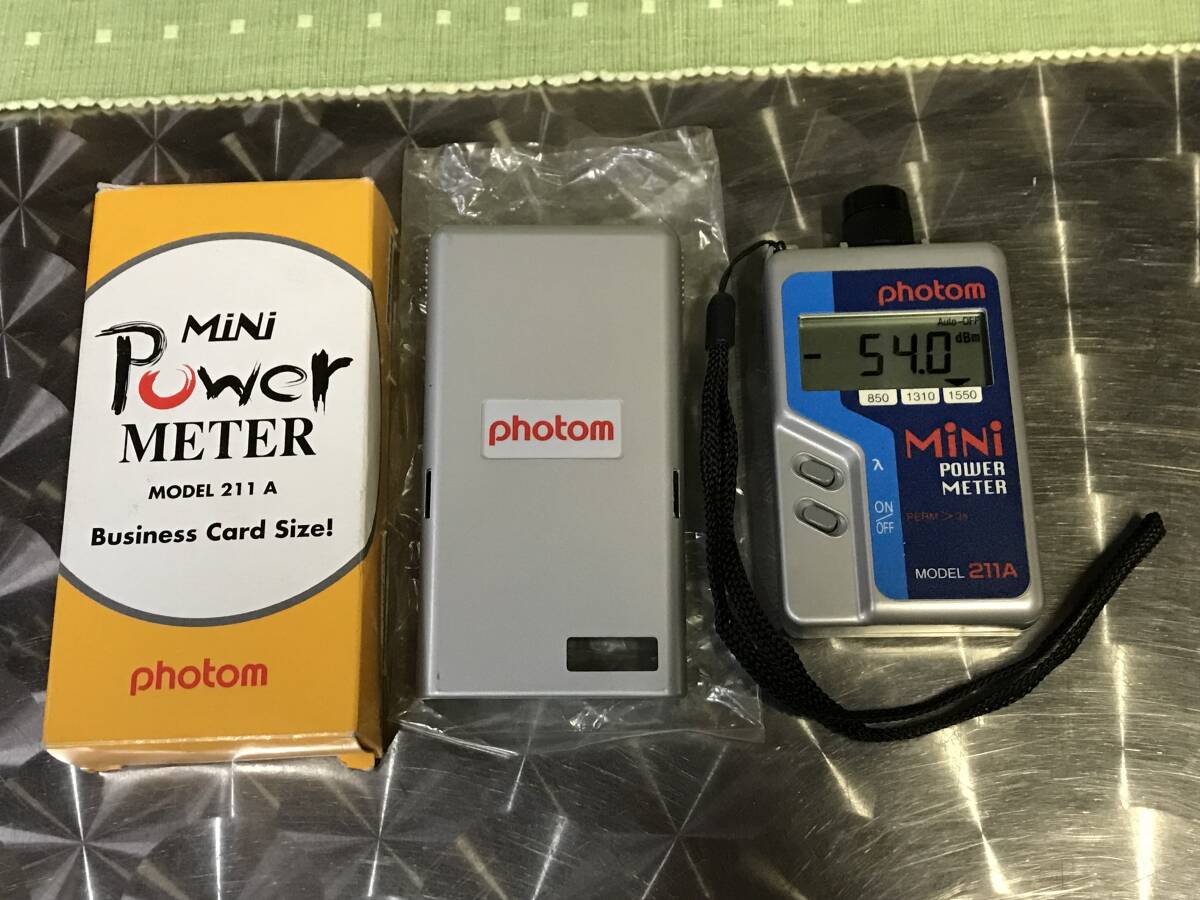 MiNi
Power
METER
MODEL 211 A
Business Card Size!
photom
photom
photom
Auto-OFF
- 54.0 dBm
850 1310 1550
MiNi
POWER
METER
λ
ON/OFF
PERM > 3s
MODEL 211A